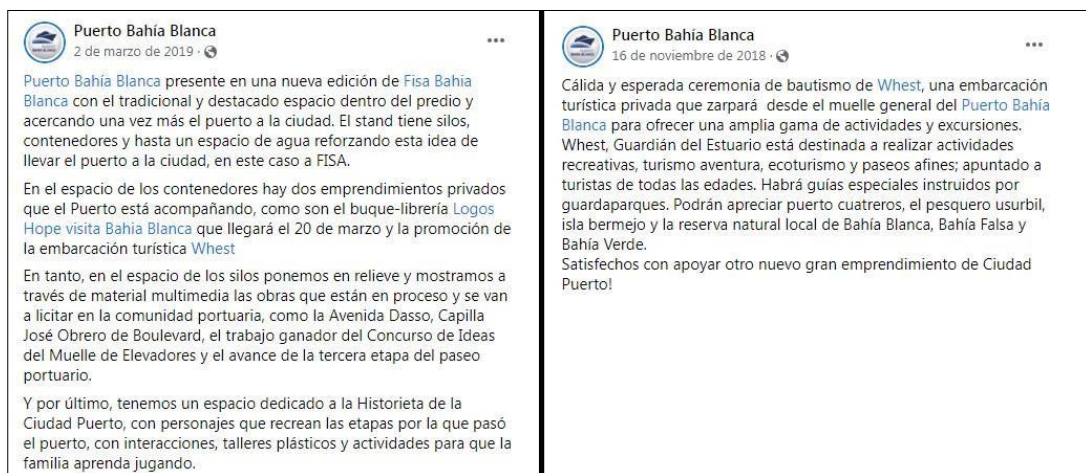 Puerto Bahía Blanca
2 de marzo de 2019 ·
Puerto Bahía Blanca presente en una nueva edición de Fisa Bahia
Blanca con el tradicional y destacado espacio dentro del predio y
acercando una vez más el puerto a la ciudad. El stand tiene silos,
contenedores y hasta un espacio de agua reforzando esta idea de
llevar el puerto a la ciudad, en este caso a FISA.
En el espacio de los contenedores hay dos emprendimientos privados
que el Puerto está acompañando, como son el buque-librería Logos
Hope visita Bahia Blanca que llegará el 20 de marzo y la promoción de
la embarcación turística Whest
En tanto, en el espacio de los silos ponemos en relieve y mostramos a
través de material multimedia las obras que están en proceso y se van
a licitar en la comunidad portuaria, como la Avenida Dasso, Capilla
José Obrero de Boulevard, el trabajo ganador del Concurso de Ideas
del Muelle de Elevadores y el avance de la tercera etapa del paseo
portuario.
Y por último, tenemos un espacio dedicado a la Historieta de la
Ciudad Puerto, con personajes que recrean las etapas por la que pasó
el puerto, con interacciones, talleres plásticos y actividades para que la
familia aprenda jugando.
Puerto Bahía Blanca
16 de noviembre de 2018 ·
Cálida y esperada ceremonia de bautismo de Whest, una embarcación
turística privada que zarpará desde el muelle general del Puerto Bahía
Blanca para ofrecer una amplia gama de actividades y excursiones.
Whest, Guardián del Estuario está destinada a realizar actividades
recreativas, turismo aventura, ecoturismo y paseos afines; apuntado a
turistas de todas las edades. Habrá guías especiales instruidos por
guardaparques. Podrán apreciar puerto cuatreros, el pesquero usurbil,
isla bermejo y la reserva natural local de Bahía Blanca, Bahía Falsa y
Bahía Verde.
Satisfechos con apoyar otro nuevo gran emprendimiento de Ciudad
Puerto!